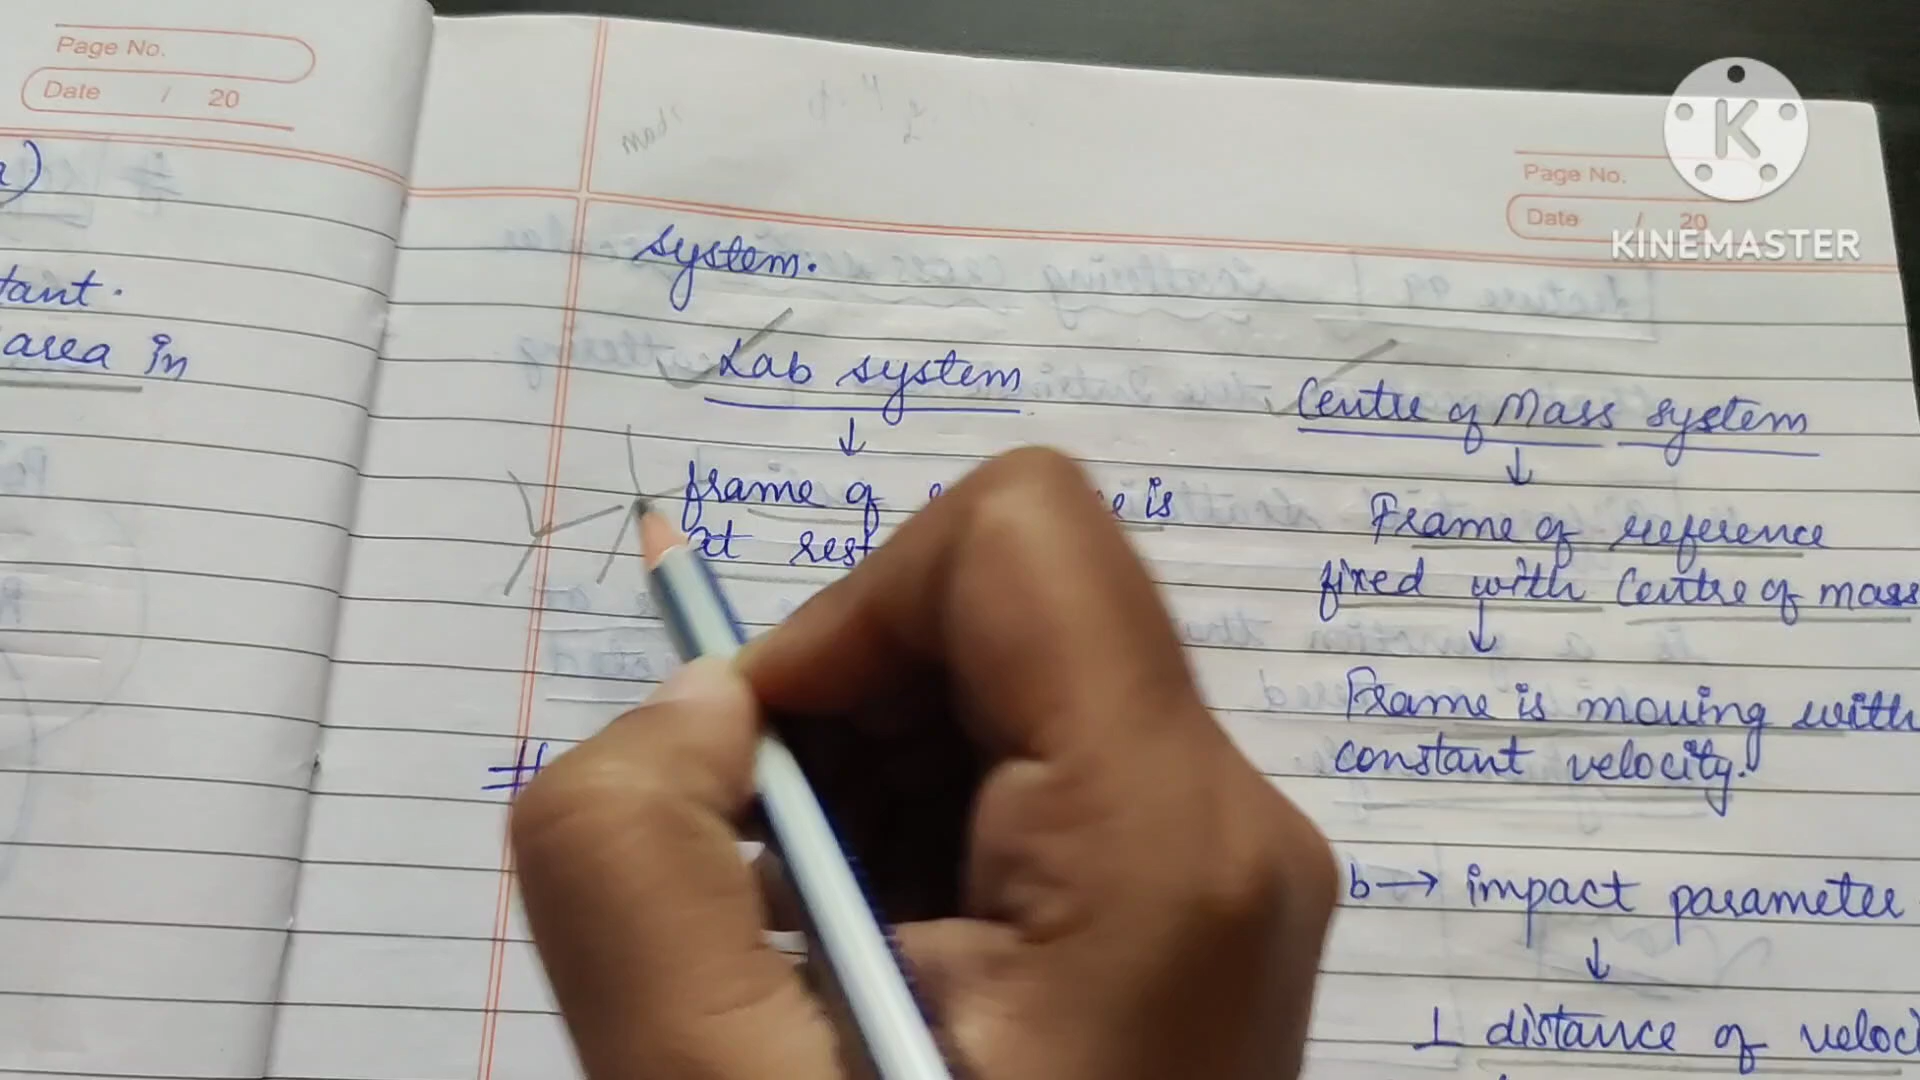 Page No.
Date / 20
tant.
area in
Page No.
Date / 20
K
KINEMASTER
system.
Lab system
↓
frame of is
at rest
#
Centre of Mass system
↓
Frame of reference
fixed with Centre of mass
↓
Frame is moving with
constant velocity.
b → impact parameter
↓
⊥ distance of veloci